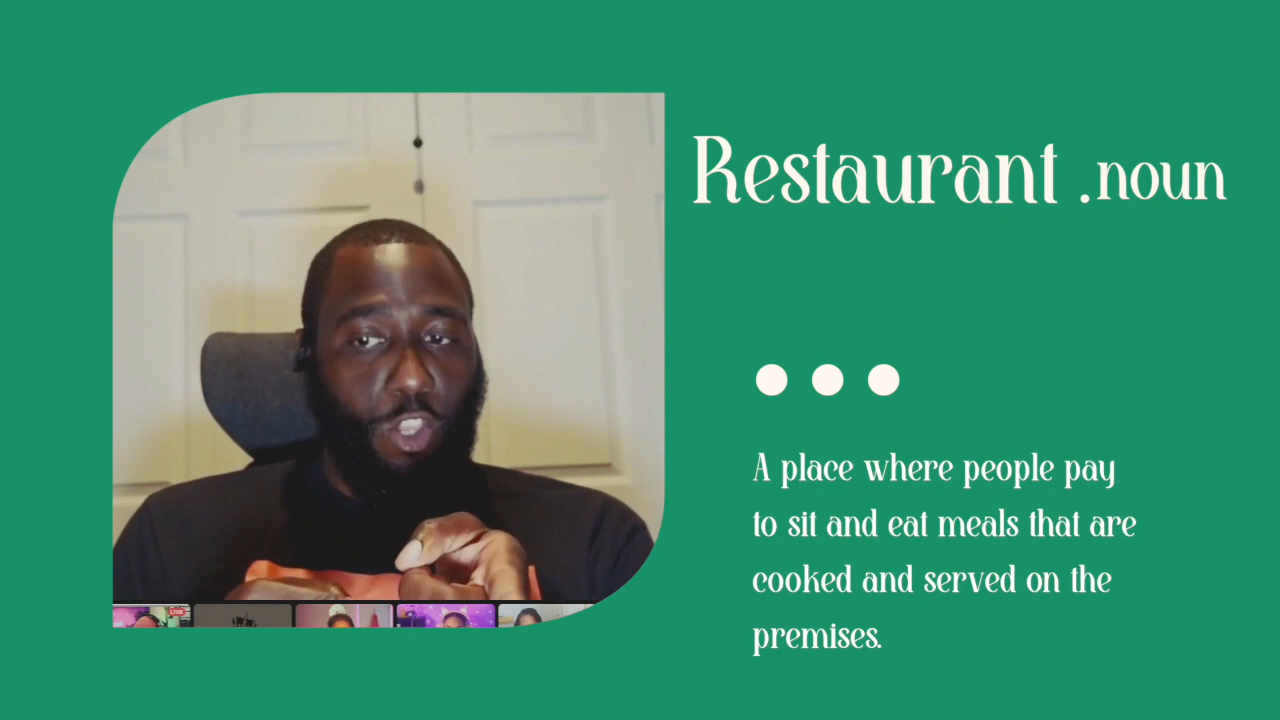 LIVE
Restaurant .noun
A place where people pay
to sit and eat meals that are
cooked and served on the
premises.